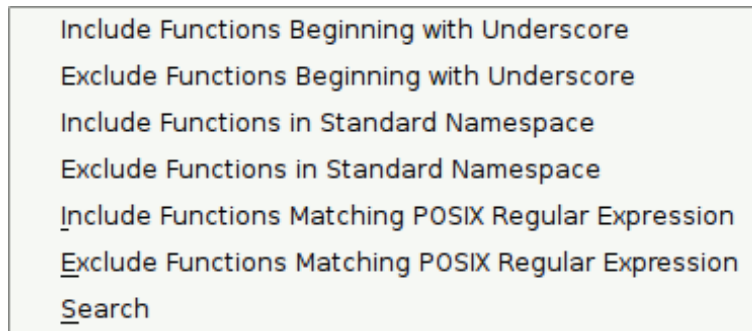 Include Functions Beginning with Underscore
Exclude Functions Beginning with Underscore
Include Functions in Standard Namespace
Exclude Functions in Standard Namespace
Include Functions Matching POSIX Regular Expression
Exclude Functions Matching POSIX Regular Expression
Search